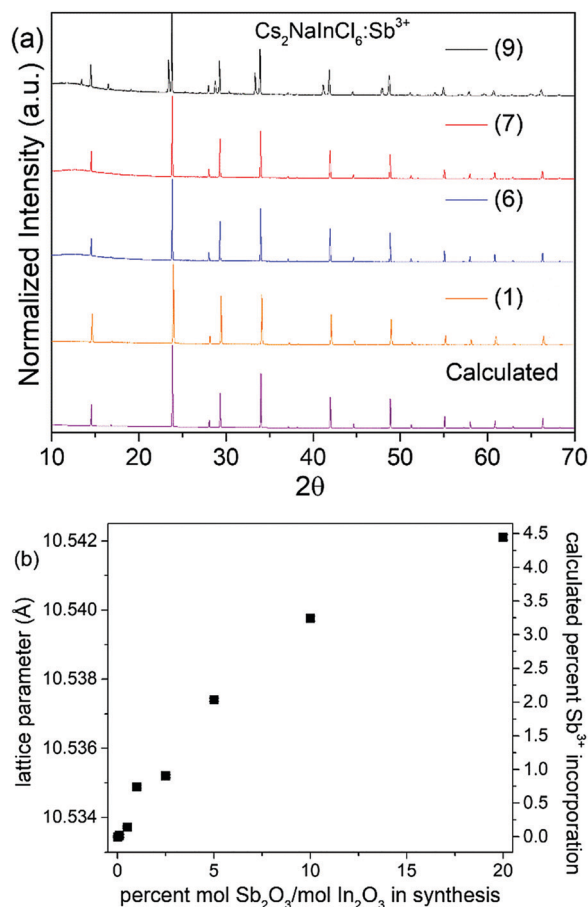 (a)
Cs₂NaInCl₆:Sb³⁺
(9)
(7)
(6)
(1)
Calculated
Normalized Intensity (a.u.)
10 20 30 40 50 60 70
2θ
(b)
10.542
10.540
10.538
10.536
10.534
lattice parameter (Å)
4.5
4.0
3.5
3.0
2.5
2.0
1.5
1.0
0.5
0.0
calculated percent Sb³⁺
incorporation
0 5 10 15 20
percent mol Sb₂O₃/mol In₂O₃ in synthesis